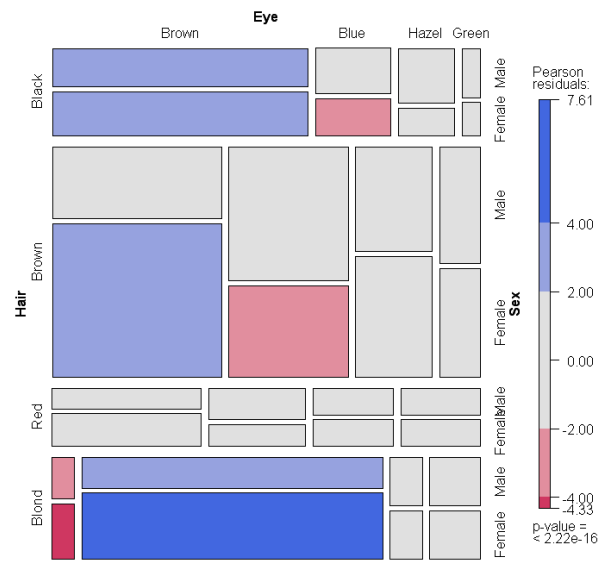 Eye
Brown Blue Hazel Green
Black
Male
Female
Brown
Male
Female
Red
Male
Female
Blond
Male
Female
Hair
Sex
Pearson
residuals:
7.61
4.00
2.00
0.00
-2.00
-4.00
-4.33
p-value =
< 2.22e-16